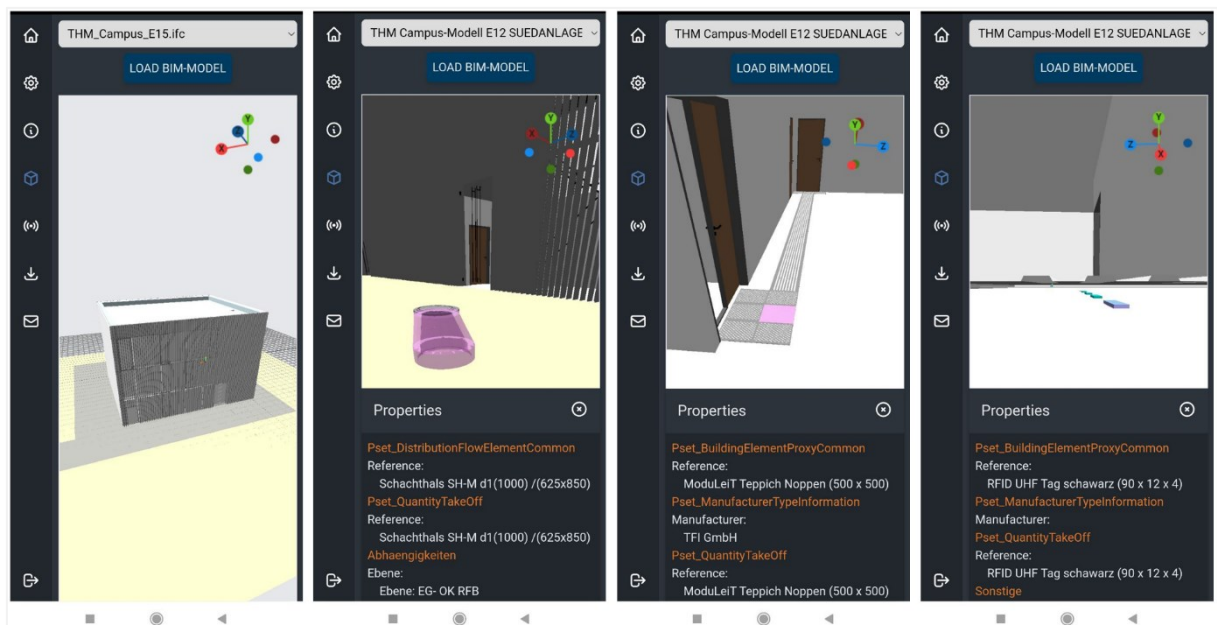 THM_Campus_E15.ifc
LOAD BIM-MODEL
Y
Z
X
THM Campus-Modell E12 SUEDANLAGE
LOAD BIM-MODEL
Y
X
Z
Properties
Pset_DistributionFlowElementCommon
Reference:
Schachthals SH-M d1(1000) /(625x850)
Pset_QuantityTakeOff
Reference:
Schachthals SH-M d1(1000) /(625x850)
Abhaengigkeiten
Ebene:
Ebene: EG- OK RFB
THM Campus-Modell E12 SUEDANLAGE
LOAD BIM-MODEL
Y
Z
Properties
Pset_BuildingElementProxyCommon
Reference:
ModuLeiT Teppich Noppen (500 x 500)
Pset_ManufacturerTypeInformation
Manufacturer:
TFI GmbH
Pset_QuantityTakeOff
Reference:
ModuLeiT Teppich Noppen (500 x 500)
THM Campus-Modell E12 SUEDANLAGE
LOAD BIM-MODEL
Y
Z
X
Properties
Pset_BuildingElementProxyCommon
Reference:
RFID UHF Tag schawarz (90 x 12 x 4)
Pset_ManufacturerTypeInformation
Manufacturer:
Pset_QuantityTakeOff
Reference:
RFID UHF Tag schawarz (90 x 12 x 4)
Sonstige